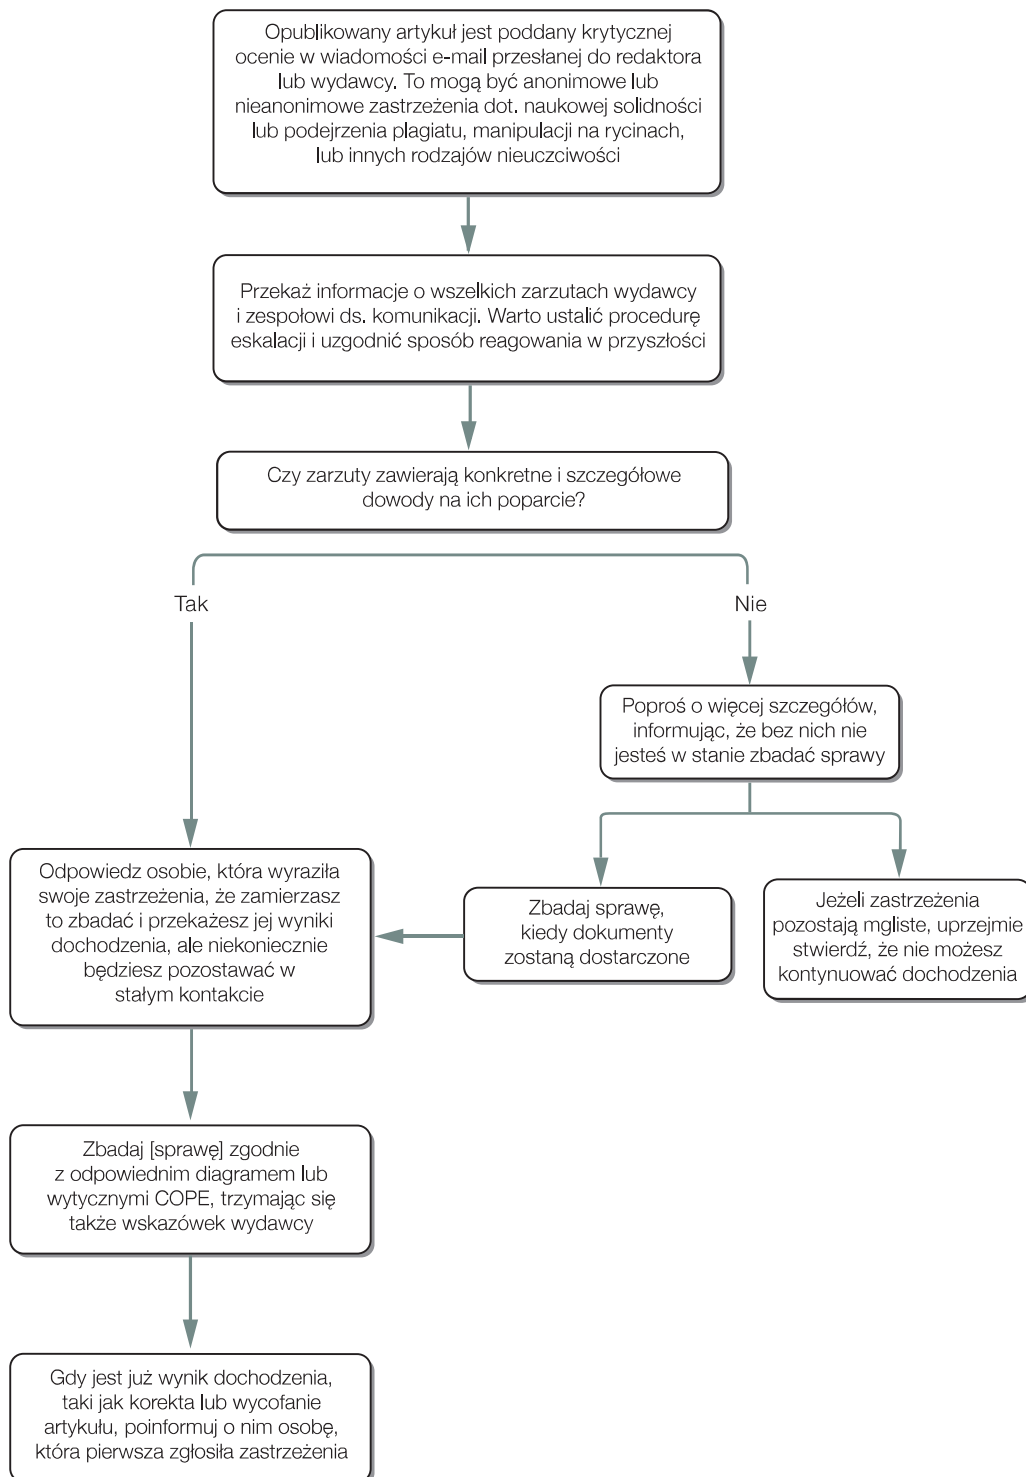 Opublikowany artykuł jest poddany krytycznej
ocenie w wiadomości e-mail przesłanej do redaktora
lub wydawcy. To mogą być anonimowe lub
nieanonimowe zastrzeżenia dot. naukowej solidności
lub podejrzenia plagiatu, manipulacji na rycinach,
lub innych rodzajów nieuczciwości
Przekaż informacje o wszelkich zarzutach wydawcy
i zespołowi ds. komunikacji. Warto ustalić procedurę
eskalacji i uzgodnić sposób reagowania w przyszłości
Czy zarzuty zawierają konkretne i szczegółowe
dowody na ich poparcie?
Tak
Nie
Poproś o więcej szczegółów,
informując, że bez nich nie
jesteś w stanie zbadać sprawy
Odpowiedz osobie, która wyraziła
swoje zastrzeżenia, że zamierzasz
to zbadać i przekażesz jej wyniki
dochodzenia, ale niekoniecznie
będziesz pozostawać w
stałym kontakcie
Zbadaj sprawę,
kiedy dokumenty
zostaną dostarczone
Jeżeli zastrzeżenia
pozostają mgliste, uprzejmie
stwierdź, że nie możesz
kontynuować dochodzenia
Zbadaj [sprawę] zgodnie
z odpowiednim diagramem lub
wytycznymi COPE, trzymając się
także wskazówek wydawcy
Gdy jest już wynik dochodzenia,
taki jak korekta lub wycofanie
artykułu, poinformuj o nim osobę,
która pierwsza zgłosiła zastrzeżenia